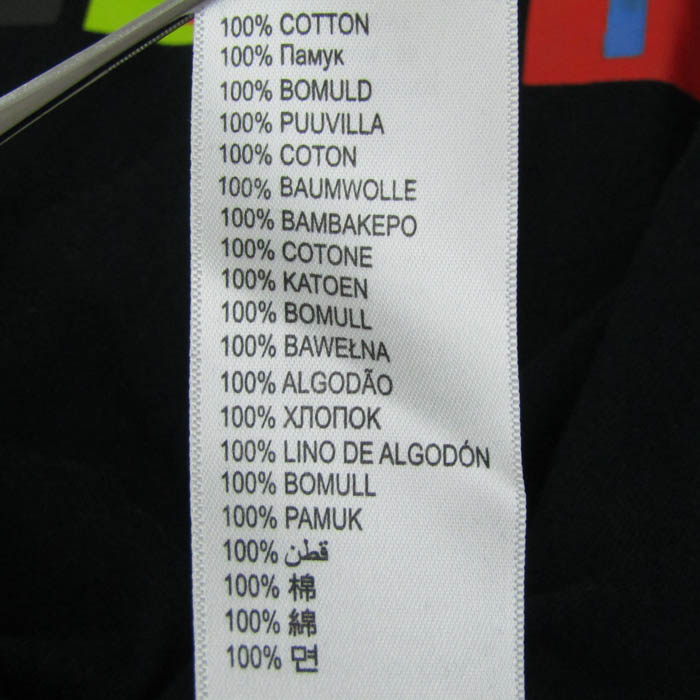 100% COTTON
100% Памук
100% BOMULD
100% PUUVILLA
100% COTON
100% BAUMWOLLE
100% BAMBAKEPO
100% COTONE
100% KATOEN
100% BOMULL
100% BAWEŁNA
100% ALGODÃO
100% ХЛОПОК
100% LINO DE ALGODÓN
100% BOMULL
100% PAMUK
100% قطن
100% 棉
100% 綿
100% 면